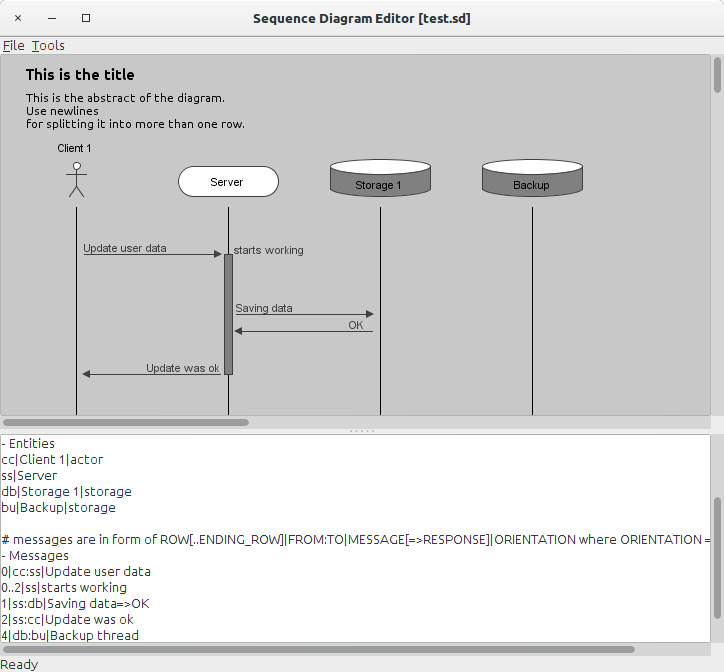 Sequence Diagram Editor [test.sd]
File Tools
This is the title
This is the abstract of the diagram.
Use newlines
for splitting it into more than one row.
Client 1
Server
Storage 1
Backup
Update user data
starts working
Saving data
OK
Update was ok
- Entities
cc|Client 1|actor
ss|Server
db|Storage 1|storage
bu|Backup|storage
# messages are in form of ROW[..ENDING_ROW]|FROM:TO|MESSAGE[=>RESPONSE]|ORIENTATION where ORIENTATION =
- Messages
0|cc:ss|Update user data
0..2|ss|starts working
1|ss:db|Saving data=>OK
2|ss:cc|Update was ok
4|db:bu|Backup thread
Ready